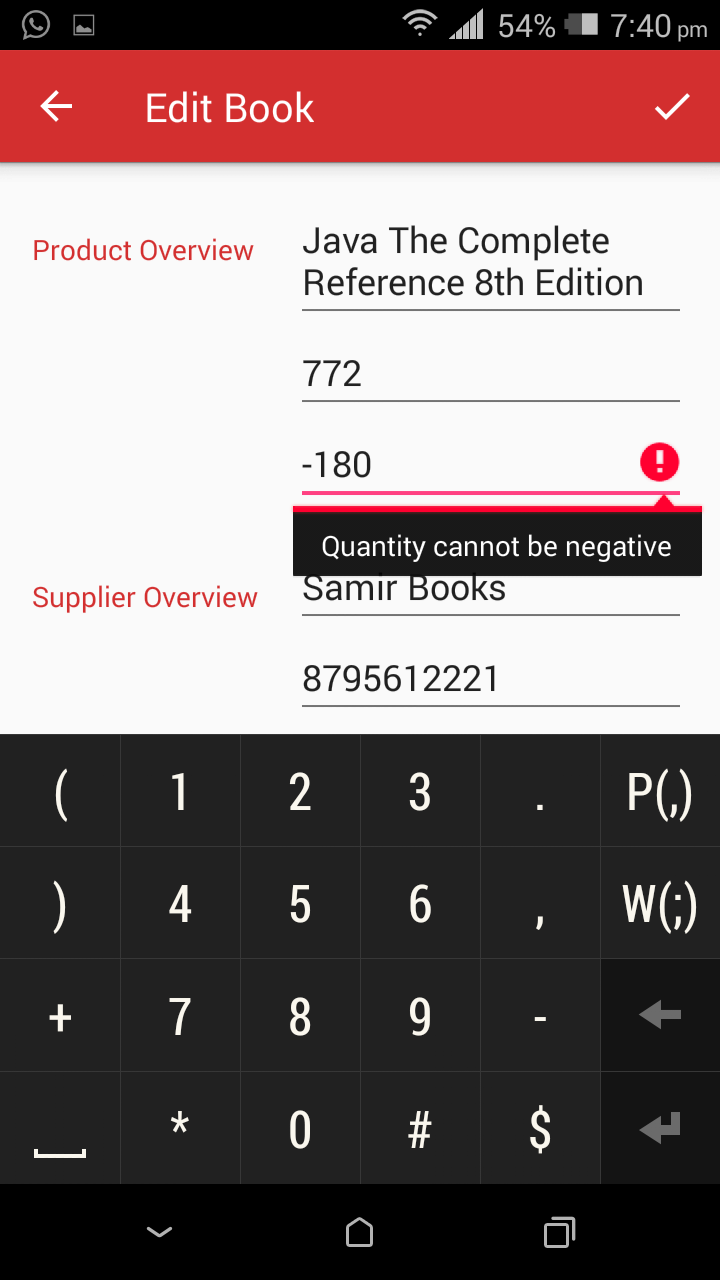 54% 7:40 pm
Edit Book
Product Overview
Java The Complete
Reference 8th Edition
772
-180
!
Quantity cannot be negative
Supplier Overview
Samir Books
8795612221
( 1 2 3 . P(,)
) 4 5 6 , W(;)
+ 7 8 9 -
* 0 # $